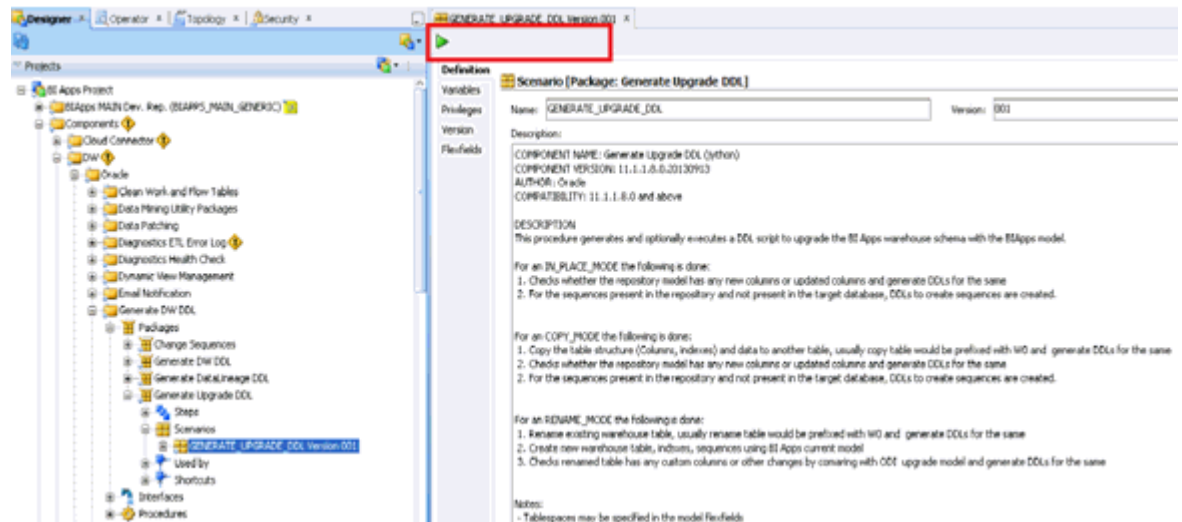 Designer
Operator
Topology
Security
GENERATE_UPGRADE_DDL Version 001
Projects
BI Apps Project
BIApps MAIN Dev. Rep. (BIAPPS_MAIN_GENERIC)
Components
Cloud Connector
DW
Oracle
Clean Work and Flow Tables
Data Mining Utility Packages
Data Patching
Diagnostics ETL Error Log
Diagnostics Health Check
Dynamic View Management
Email Notification
Generate DW DDL
Packages
Change Sequences
Generate DW DDL
Generate DataLineage DDL
Generate Upgrade DDL
Steps
Scenarios
GENERATE_UPGRADE_DDL Version 001
Used by
Shortcuts
Interfaces
Procedures
Definition
Variables
Privileges
Version
Flexfields
Scenario [Package: Generate Upgrade DDL]
Name: GENERATE_UPGRADE_DDL Version: 001
Description:
COMPONENT NAME: Generate Upgrade DDL (jython)
COMPONENT VERSION: 11.1.1.8.0.20130913
AUTHOR: Oracle
COMPATIBILITY: 11.1.1.8.0 and above
DESCRIPTION
This procedure generates and optionally executes a DDL script to upgrade the BI Apps warehouse schema with the BIApps model.
For an IN_PLACE_MODE the following is done:
1. Checks whether the repository model has any new columns or updated columns and generate DDLs for the same
2. For the sequences present in the repository and not present in the target database, DDLs to create sequences are created.
For an COPY_MODE the following is done:
1. Copy the table structure (Columns, indexes) and data to another table, usually copy table would be prefixed with W0 and generate DDLs for the same
2. Checks whether the repository model has any new columns or updated columns and generate DDLs for the same
2. For the sequences present in the repository and not present in the target database, DDLs to create sequences are created.
For an RENAME_MODE the following is done:
1. Rename existing warehouse table, usually rename table would be prefixed with W0 and generate DDLs for the same
2. Create new warehouse table, indexes, sequences using BI Apps current model
3. Checks renamed table has any custom columns or other changes by comaring with ODI upgrade model and generate DDLs for the same
Notes:
- Tablespaces may be specified in the model flexfields